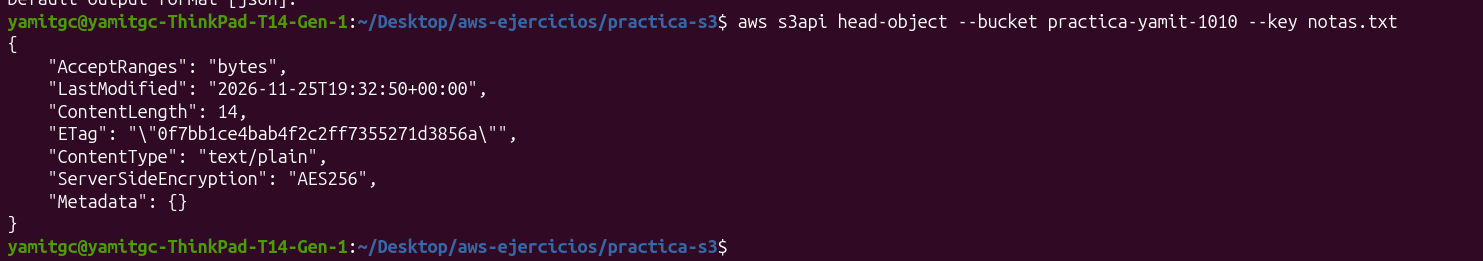 Default output format [json]:
yamitgc@yamitgc-ThinkPad-T14-Gen-1:~/Desktop/aws-ejercicios/practica-s3$ aws s3api head-object --bucket practica-yamit-1010 --key notas.txt
{
    "AcceptRanges": "bytes",
    "LastModified": "2026-11-25T19:32:50+00:00",
    "ContentLength": 14,
    "ETag": "\"0f7bb1ce4bab4f2c2ff7355271d3856a\"",
    "ContentType": "text/plain",
    "ServerSideEncryption": "AES256",
    "Metadata": {}
}
yamitgc@yamitgc-ThinkPad-T14-Gen-1:~/Desktop/aws-ejercicios/practica-s3$